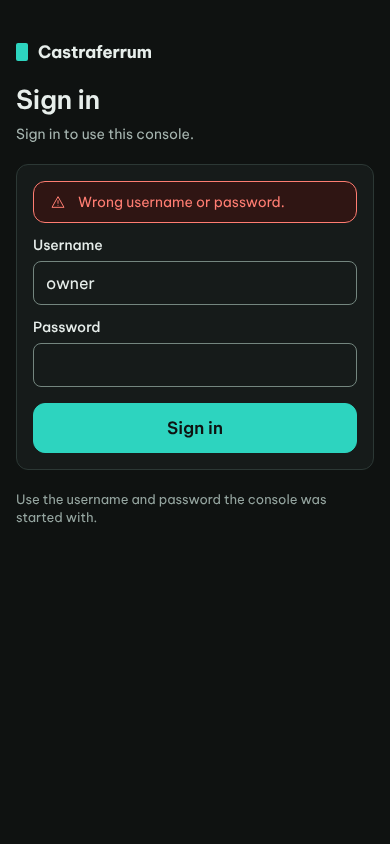 Castraferrum
Sign in
Sign in to use this console.
Wrong username or password.
Username
owner
Password
Sign in
Use the username and password the console was
started with.